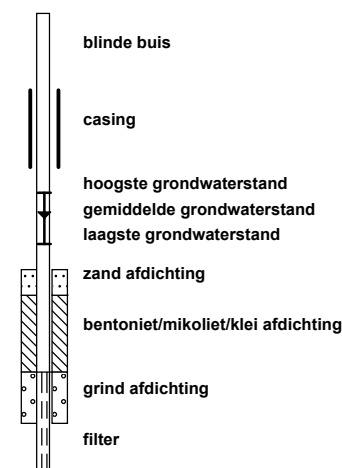 blinde buis
casing
hoogste grondwaterstand
gemiddelde grondwaterstand
laagste grondwaterstand
zand afdichting
bentoniet/mikoliet/klei afdichting
grind afdichting
filter